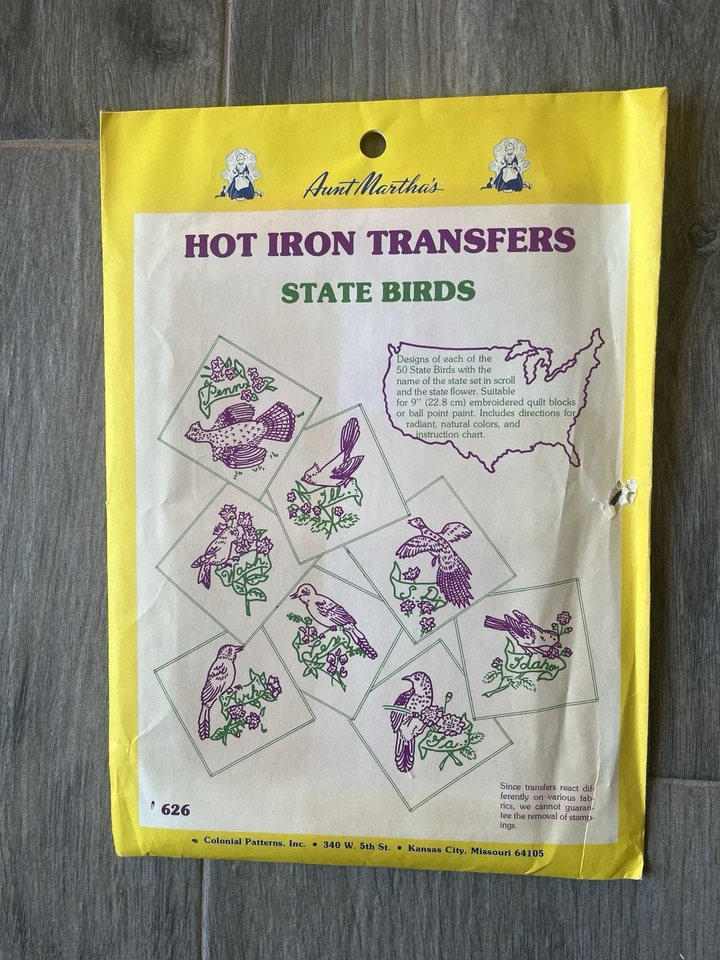 Aunt Martha's
HOT IRON TRANSFERS
STATE BIRDS
Designs of each of the
50 State Birds with the
name of the state set in scroll
and the state flower. Suitable
for 9" (22.8 cm) embroidered quilt blocks
or ball point paint. Includes directions for
radiant, natural colors, and
instruction chart.
Penn.
Ill.
Wash.
S. D.
Tex.
Idaho
Ark.
Ia.
Since transfers react dif-
ferently on various fab-
rics, we cannot guaran-
tee the removal of stamp-
ings.
626
Colonial Patterns, Inc. • 340 W. 5th St. • Kansas City, Missouri 64105